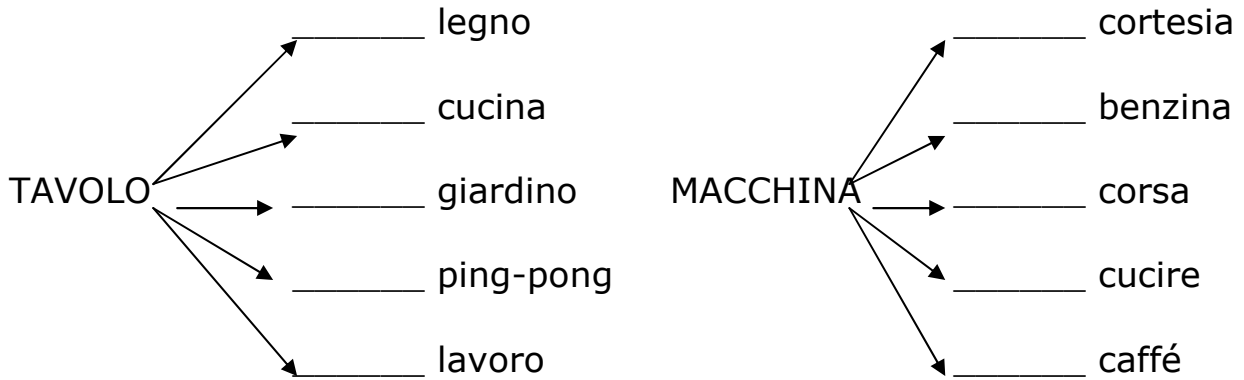 _______ legno
_______ cucina
TAVOLO
_______ giardino
_______ ping-pong
_______ lavoro
_______ cortesia
_______ benzina
MACCHINA
_______ corsa
_______ cucire
_______ caffé